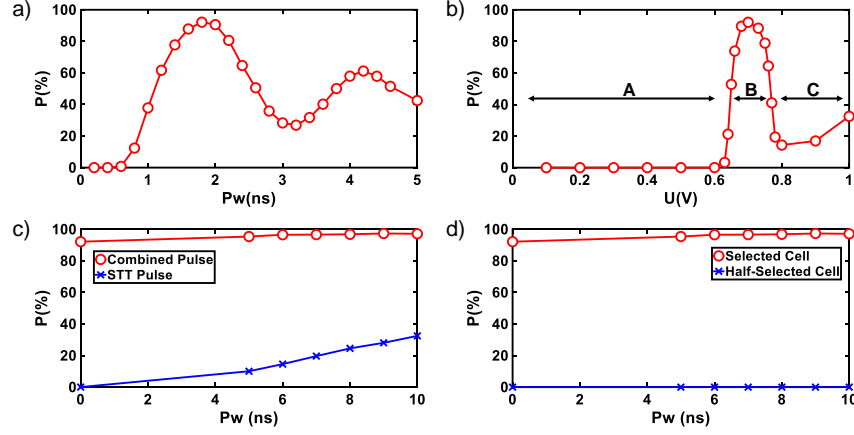 a)
P(%)
100
80
60
40
20
0
0 1 2 3 4 5
Pw(ns)
b)
P(%)
100
80
60
40
20
0
A B C
0 0.2 0.4 0.6 0.8 1
U(V)
c)
P(%)
100
80
60
40
20
0
Combined Pulse
STT Pulse
0 2 4 6 8 10
Pw (ns)
d)
P(%)
100
80
60
40
20
0
Selected Cell
Half-Selected Cell
0 2 4 6 8 10
Pw (ns)